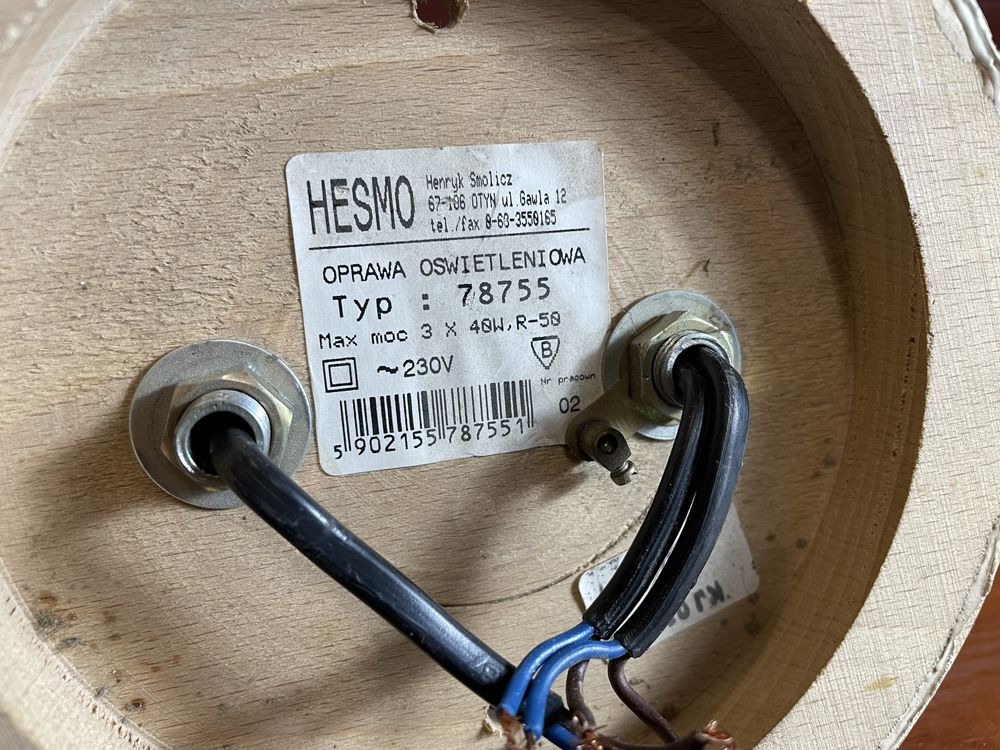 HESMO
Henryk Smolicz
67-106 OTYN ul.Gawla 12
tel./fax 0-68-3550165
OPRAWA OSWIETLENIOWA
Typ : 78755
Max moc 3 X 40W,R-50
~230V
B
Nr pracown
02
5 902155 787551